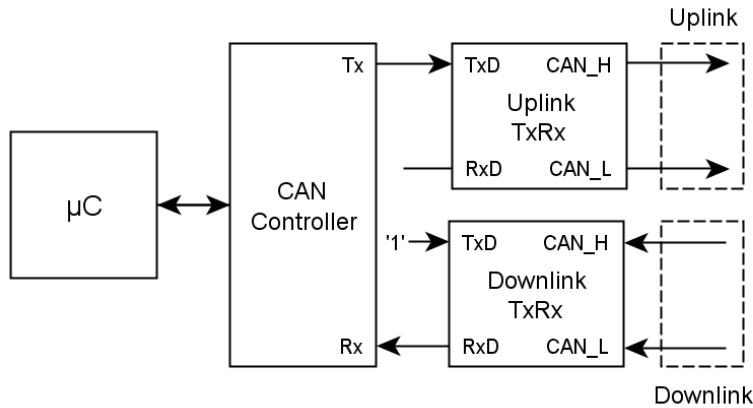 Uplink
Tx
TxD
CAN_H
Uplink
TxRx
RxD
CAN_L
µC
CAN
Controller
'1'
TxD
CAN_H
Downlink
TxRx
Rx
RxD
CAN_L
Downlink